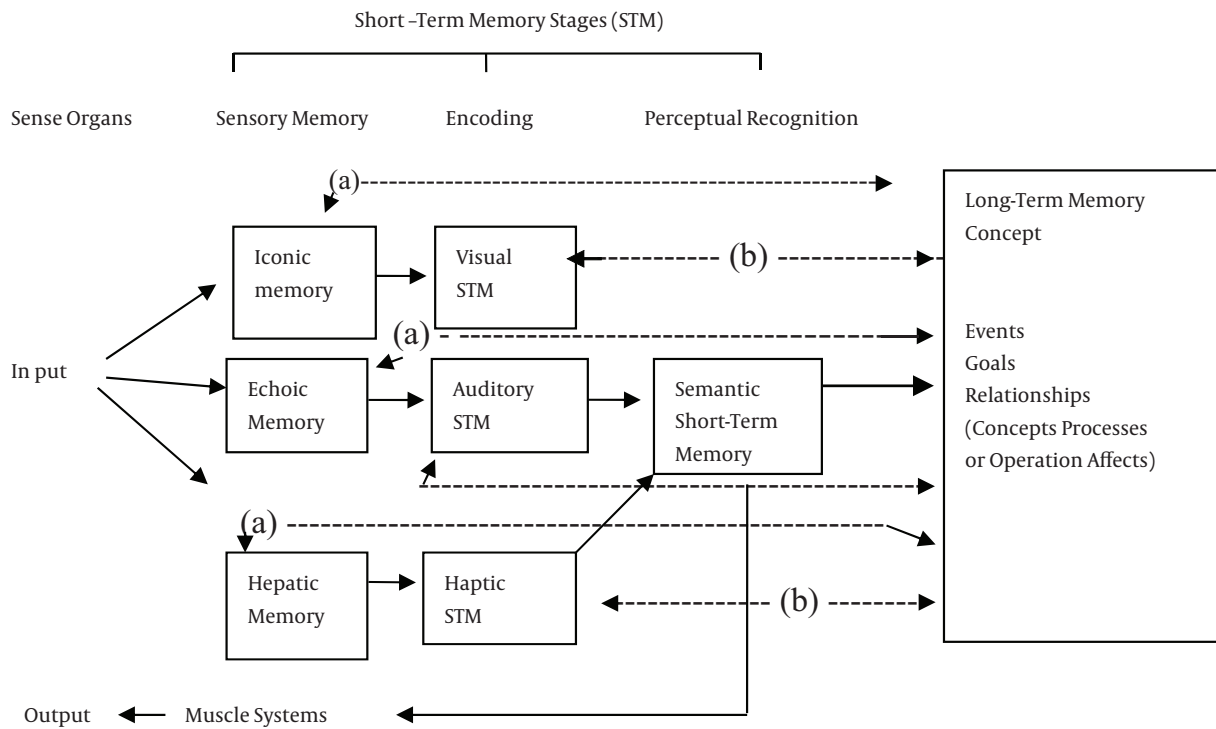 Short –Term Memory Stages (STM)
Sense Organs
Sensory Memory
Encoding
Perceptual Recognition
(a)
Iconic
memory
Visual
STM
(b)
Long-Term Memory
Concept
(a)
Events
Goals
Relationships
(Concepts Processes
or Operation Affects)
In put
Echoic
Memory
Auditory
STM
Semantic
Short-Term
Memory
(a)
Hepatic
Memory
Haptic
STM
(b)
Output
Muscle Systems